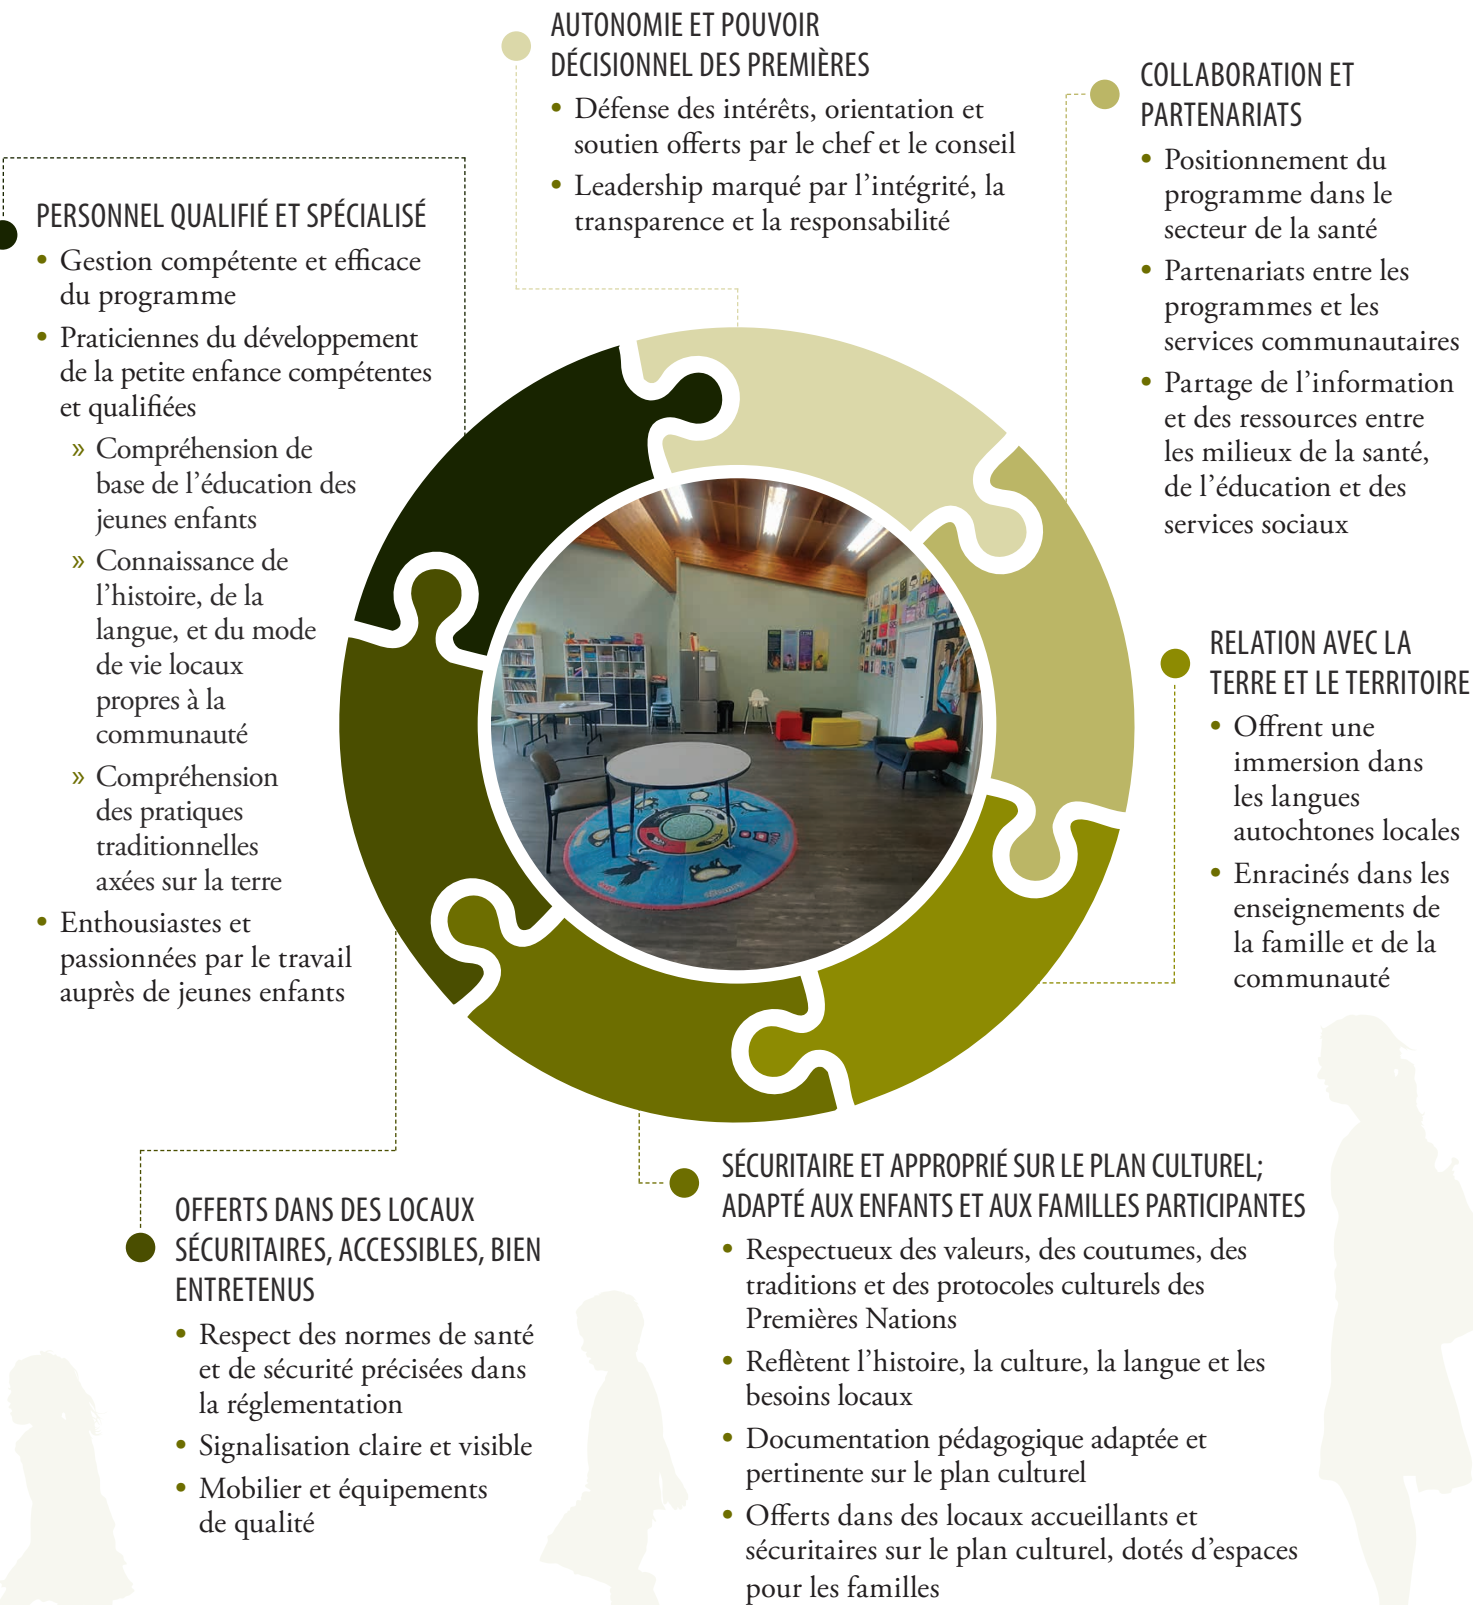 AUTONOMIE ET POUVOIR
DÉCISIONNEL DES PREMIÈRES
• Défense des intérêts, orientation et
soutien offerts par le chef et le conseil
• Leadership marqué par l'intégrité, la
transparence et la responsabilité
COLLABORATION ET
PARTENARIATS
• Positionnement du
programme dans le
secteur de la santé
• Partenariats entre les
programmes et les
services communautaires
• Partage de l'information
et des ressources entre
les milieux de la santé,
de l'éducation et des
services sociaux
PERSONNEL QUALIFIÉ ET SPÉCIALISÉ
• Gestion compétente et efficace
du programme
• Praticiennes du développement
de la petite enfance compétentes
et qualifiées
» Compréhension de
base de l'éducation des
jeunes enfants
» Connaissance de
l'histoire, de la
langue, et du mode
de vie locaux
propres à la
communauté
» Compréhension
des pratiques
traditionnelles
axées sur la terre
• Enthousiastes et
passionnées par le travail
auprès de jeunes enfants
RELATION AVEC LA
TERRE ET LE TERRITOIRE
• Offrent une
immersion dans
les langues
autochtones locales
• Enracinés dans les
enseignements de
la famille et de la
communauté
OFFERTS DANS DES LOCAUX
SÉCURITAIRES, ACCESSIBLES, BIEN
ENTRETENUS
• Respect des normes de santé
et de sécurité précisées dans
la réglementation
• Signalisation claire et visible
• Mobilier et équipements
de qualité
SÉCURITAIRE ET APPROPRIÉ SUR LE PLAN CULTUREL;
ADAPTÉ AUX ENFANTS ET AUX FAMILLES PARTICIPANTES
• Respectueux des valeurs, des coutumes, des
traditions et des protocoles culturels des
Premières Nations
• Reflètent l'histoire, la culture, la langue et les
besoins locaux
• Documentation pédagogique adaptée et
pertinente sur le plan culturel
• Offerts dans des locaux accueillants et
sécuritaires sur le plan culturel, dotés d'espaces
pour les familles